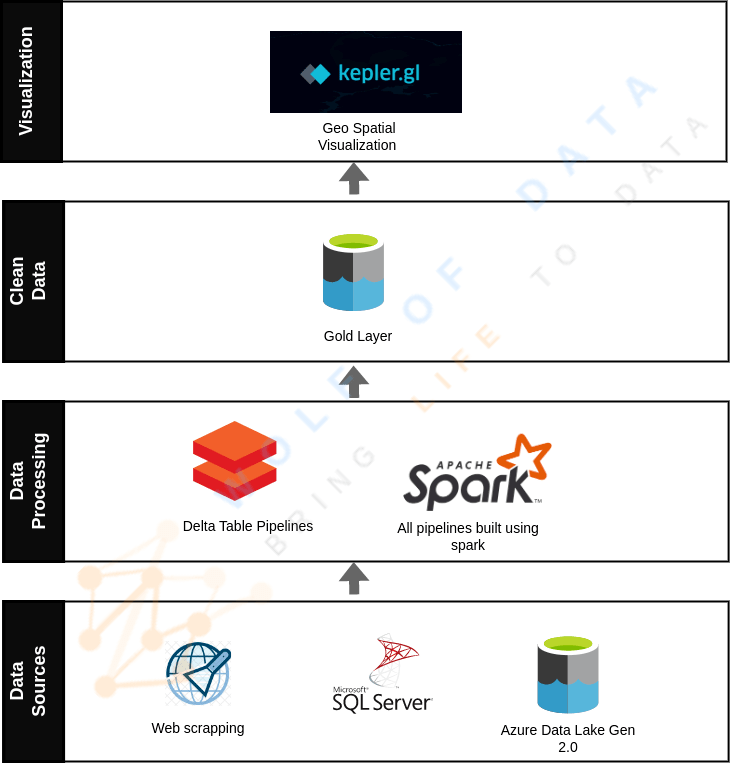 Visualization
kepler.gl
Geo Spatial
Visualization
Clean
Data
Gold Layer
Data
Processing
Delta Table Pipelines
APACHE
Spark™
All pipelines built using
spark
Data
Sources
Web scrapping
Microsoft®
SQL Server®
Azure Data Lake Gen
2.0
WOLF OF DATA
BRING LIFE TO DATA